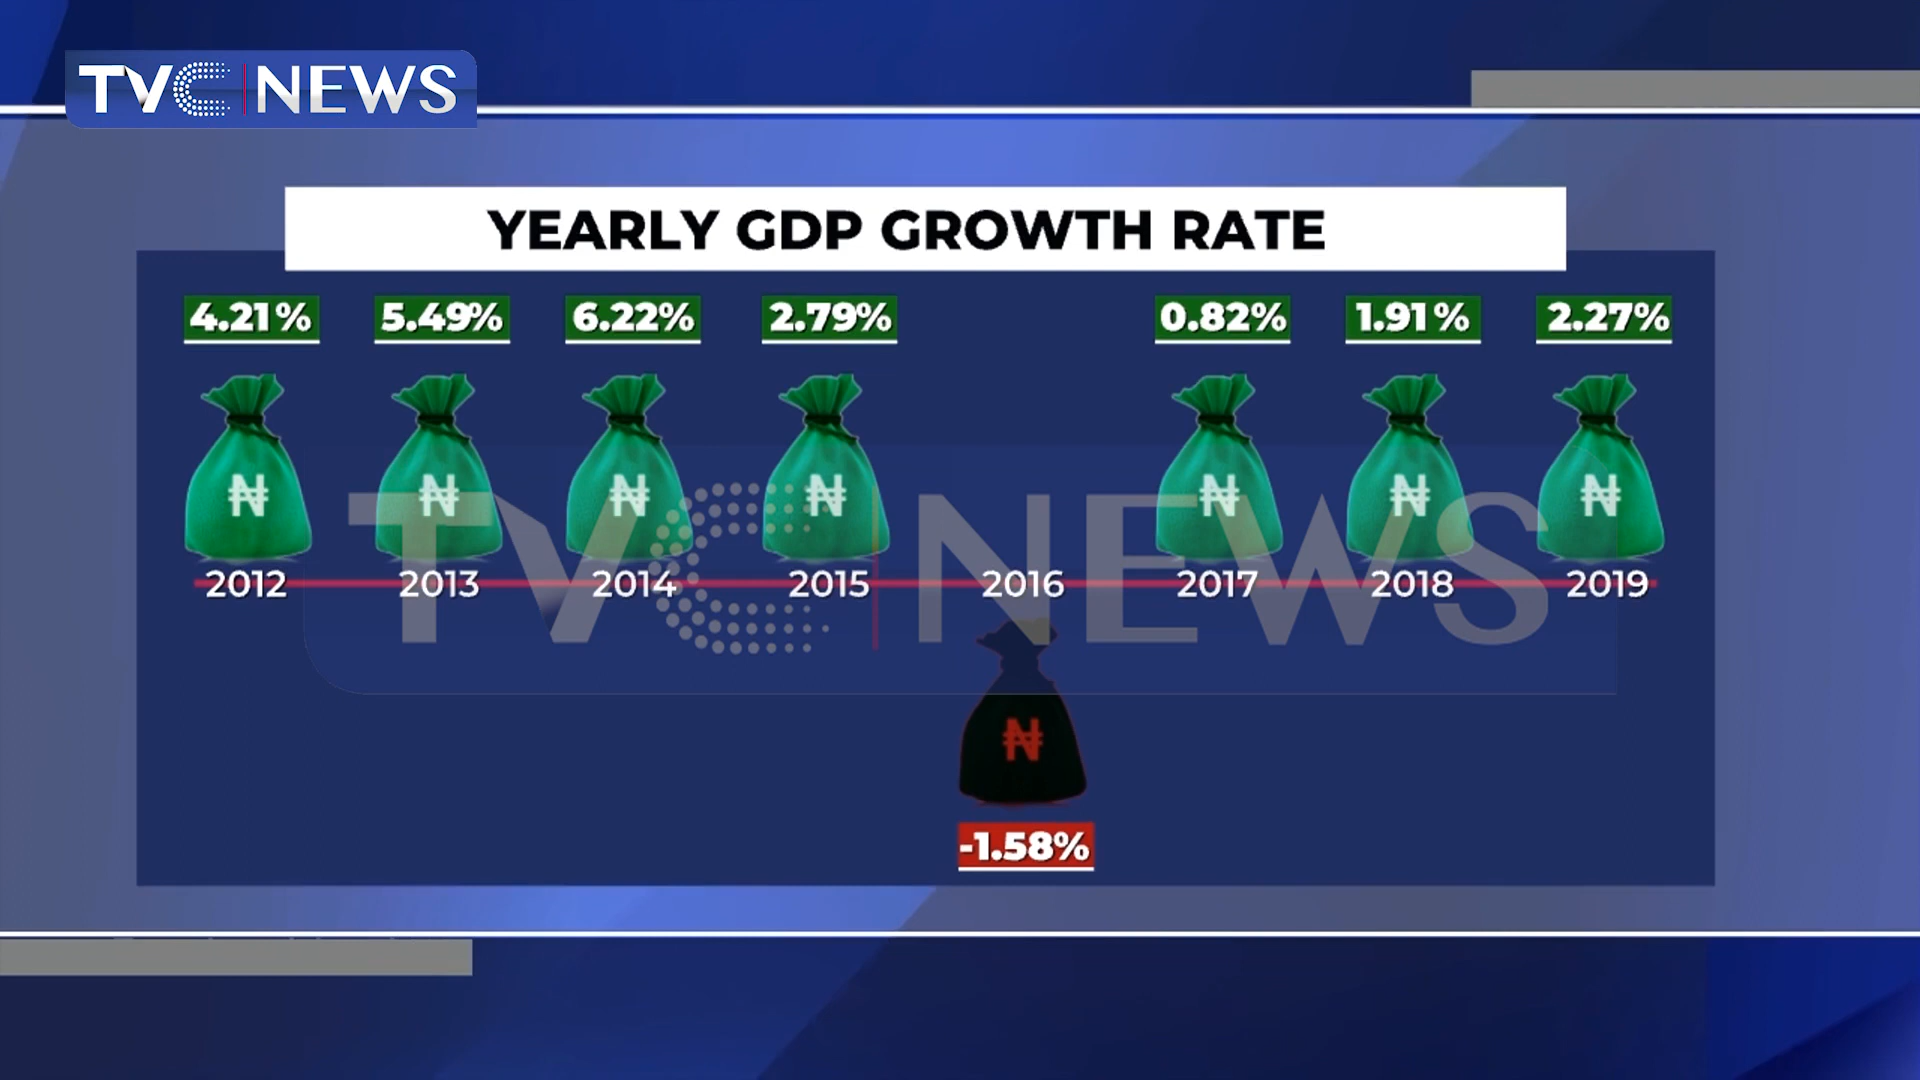 TVC NEWS
YEARLY GDP GROWTH RATE
4.21% 5.49% 6.22% 2.79% 0.82% 1.91% 2.27%
₦ ₦ ₦ ₦ ₦ ₦ ₦
TVC NEWS
2012 2013 2014 2015 2016 2017 2018 2019
₦
-1.58%